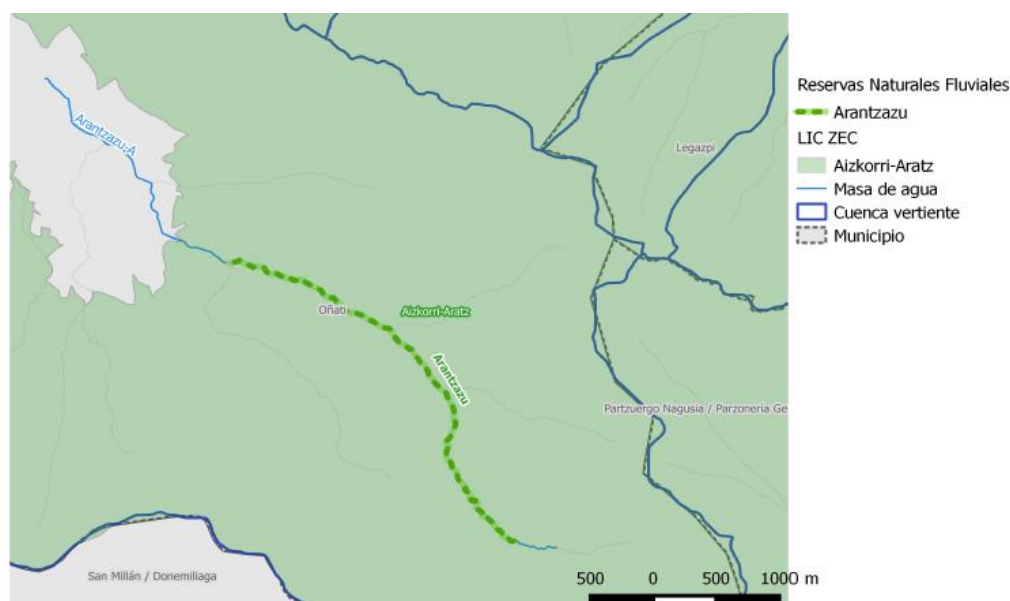 Arantzazu-A
Oñati
Aizkorri-Aratz
Arantzazu
Legazpi
Partzuergo Nagusia / Parzonería Ge
San Millán / Donemiliaga
500 0 500 1000 m
Reservas Naturales Fluviales
Arantzazu
LIC ZEC
Aizkorri-Aratz
Masa de agua
Cuenca vertiente
Municipio